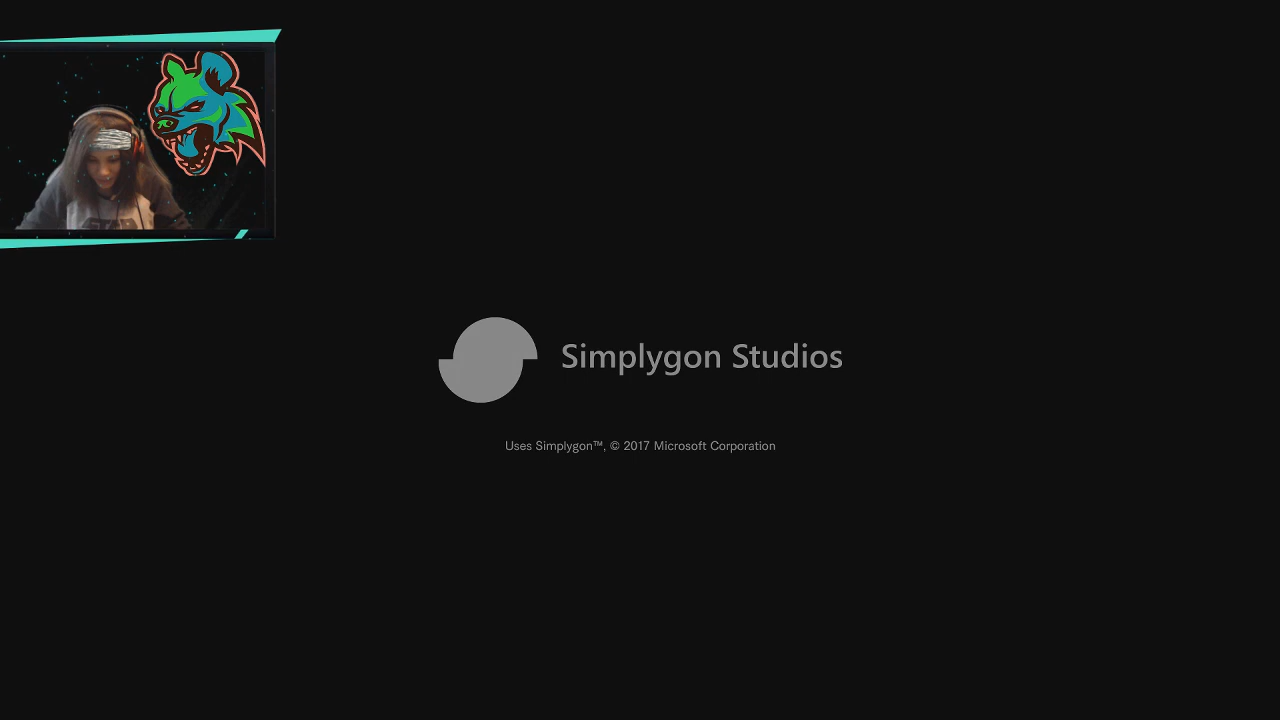 Simplygon Studios
Uses Simplygon™, © 2017 Microsoft Corporation